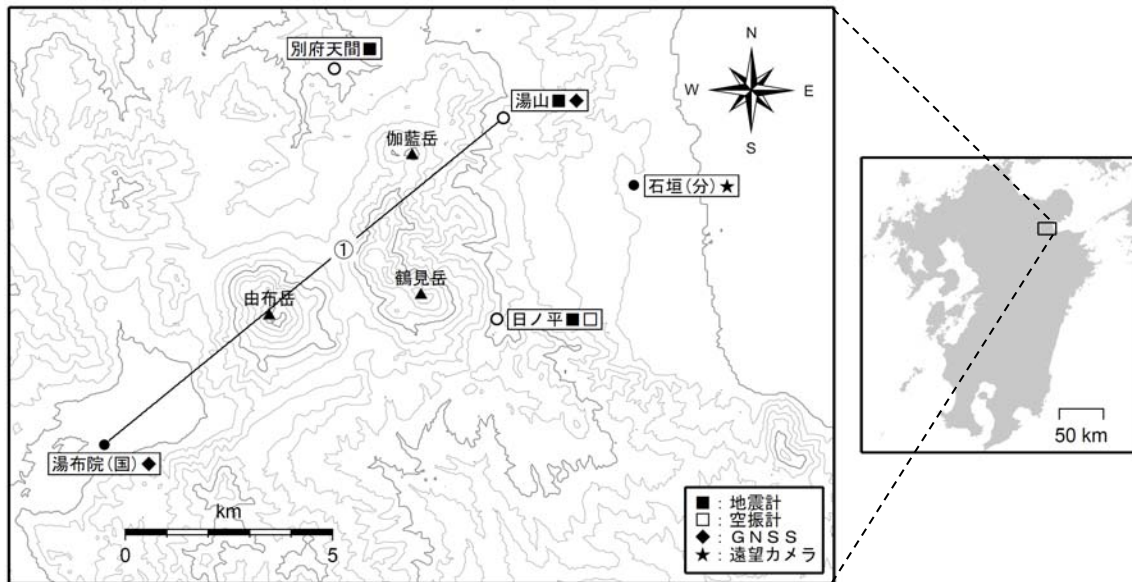 別府天間■
湯山■◆
伽藍岳
石垣(分)★
①
鶴見岳
由布岳
日ノ平■□
湯布院(国)◆
N
W
E
S
km
0
5
■：地震計
□：空振計
◆：ＧＮＳＳ
★：遠望カメラ
50 km